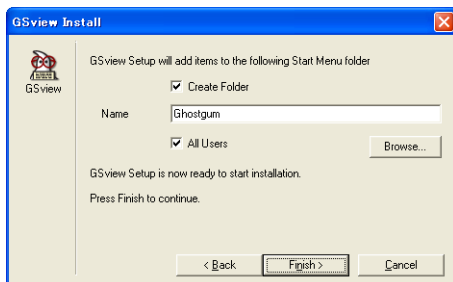 GSview Install
GSview Setup will add items to the following Start Menu folder
GSview
Create Folder
Name
Ghostgum
All Users
Browse...
GSview Setup is now ready to start installation.
Press Finish to continue.
< Back
Finish >
Cancel